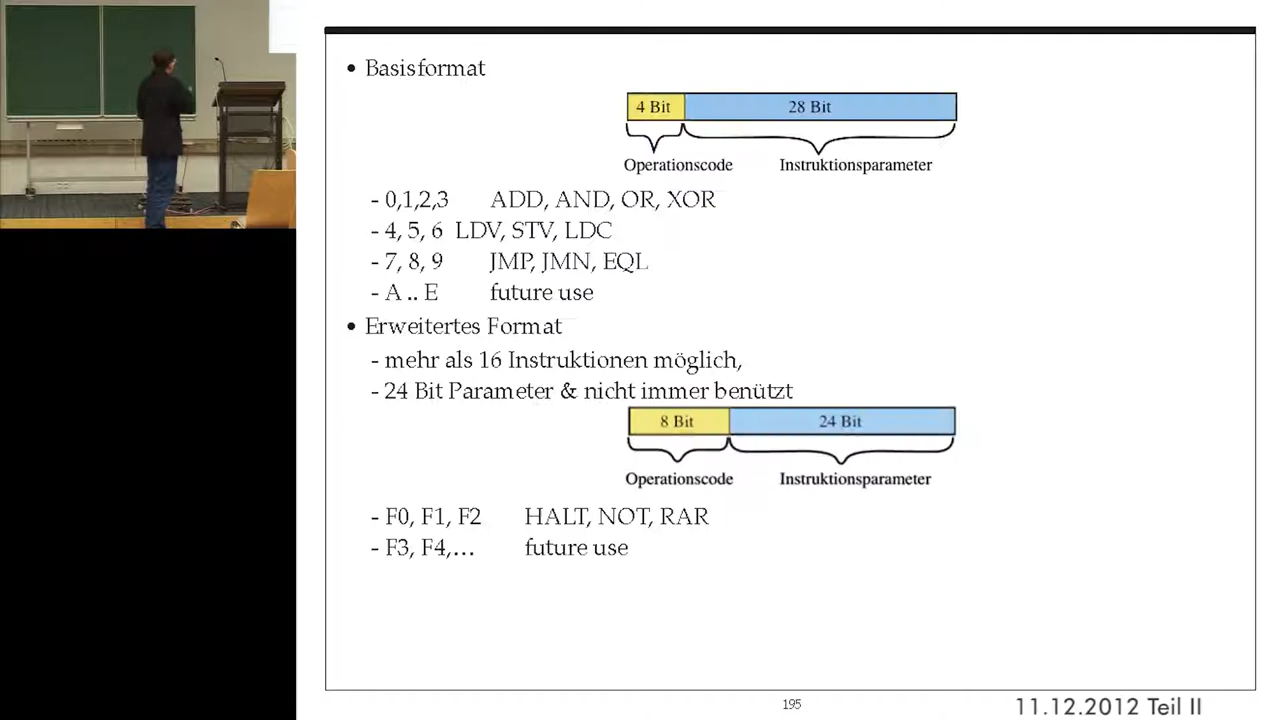 • Basisformat
4 Bit 28 Bit
Operationscode Instruktionsparameter
- 0,1,2,3 ADD, AND, OR, XOR
- 4, 5, 6 LDV, STV, LDC
- 7, 8, 9 JMP, JMN, EQL
- A .. E future use
• Erweitertes Format
- mehr als 16 Instruktionen möglich,
- 24 Bit Parameter & nicht immer benützt
8 Bit 24 Bit
Operationscode Instruktionsparameter
- F0, F1, F2 HALT, NOT, RAR
- F3, F4,... future use
195
11.12.2012 Teil II